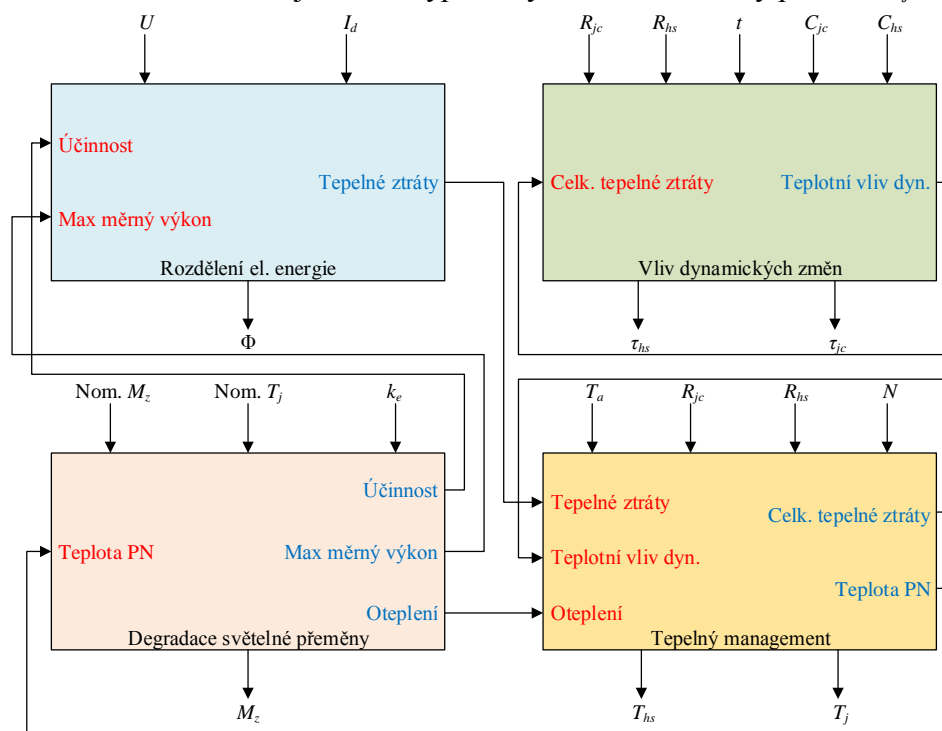 U I_d R_jc R_hs t C_jc C_hs
Účinnost
Tepelné ztráty
Max měrný výkon
Rozdělení el. energie
Celk. tepelné ztráty
Teplotní vliv dyn.
Vliv dynamických změn
Φ τ_hs τ_jc
Nom. M_z Nom. T_j k_e T_a R_jc R_hs N
Účinnost
Teplota PN
Max měrný výkon
Oteplení
Degradace světelné přeměny
Tepelné ztráty
Celk. tepelné ztráty
Teplotní vliv dyn.
Teplota PN
Oteplení
Tepelný management
M_z T_hs T_j